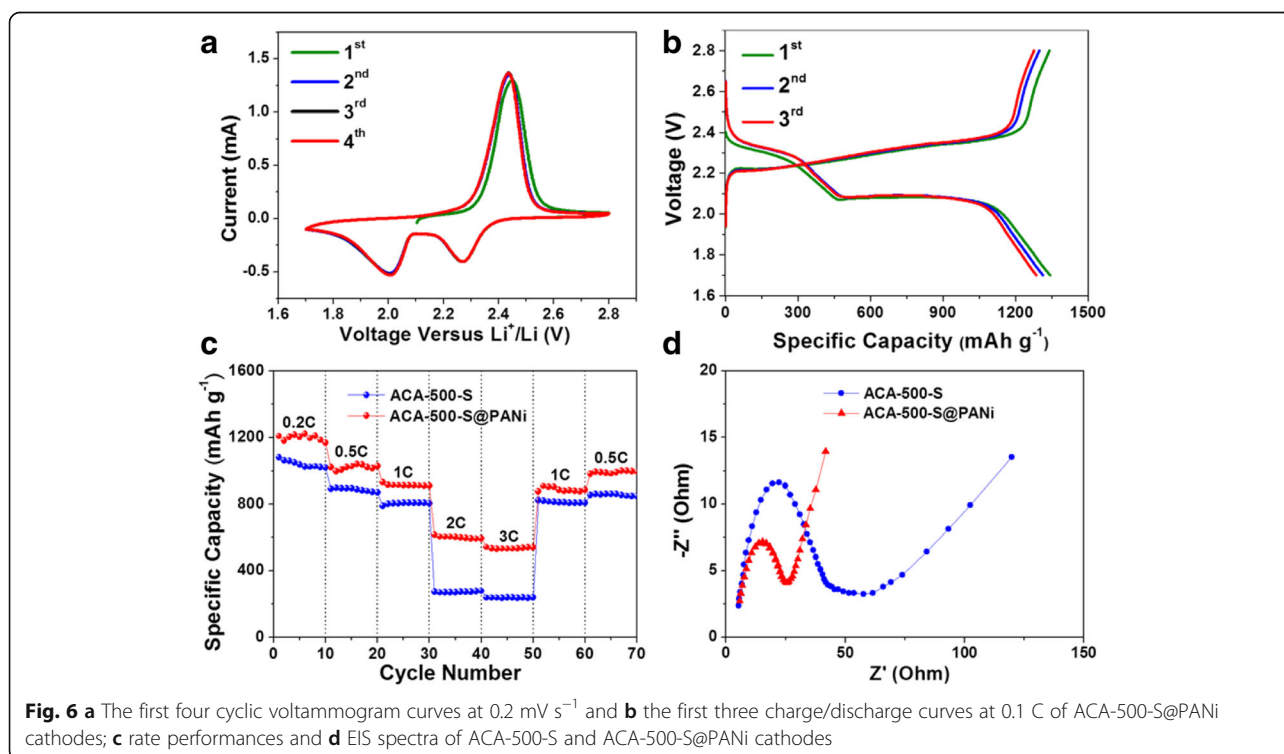 a
1st
2nd
3rd
4th
Current (mA)
1.5
1.0
0.5
0.0
-0.5
1.6 1.8 2.0 2.2 2.4 2.6 2.8
Voltage Versus Li+/Li (V)
b
1st
2nd
3rd
Voltage (V)
2.8
2.4
2.0
1.6
0 300 600 900 1200 1500
Specific Capacity (mAh g-1)
c
ACA-500-S
ACA-500-S@PANi
Specific Capacity (mAh g-1)
1600
1200
800
400
0
0.2C
0.5C
1C
2C
3C
1C
0.5C
0 10 20 30 40 50 60 70
Cycle Number
d
ACA-500-S
ACA-500-S@PANi
-Z'' (Ohm)
20
15
10
5
0
0 50 100 150
Z' (Ohm)
Fig. 6 a The first four cyclic voltammogram curves at 0.2 mV s−1 and b the first three charge/discharge curves at 0.1 C of ACA-500-S@PANi
cathodes; c rate performances and d EIS spectra of ACA-500-S and ACA-500-S@PANi cathodes